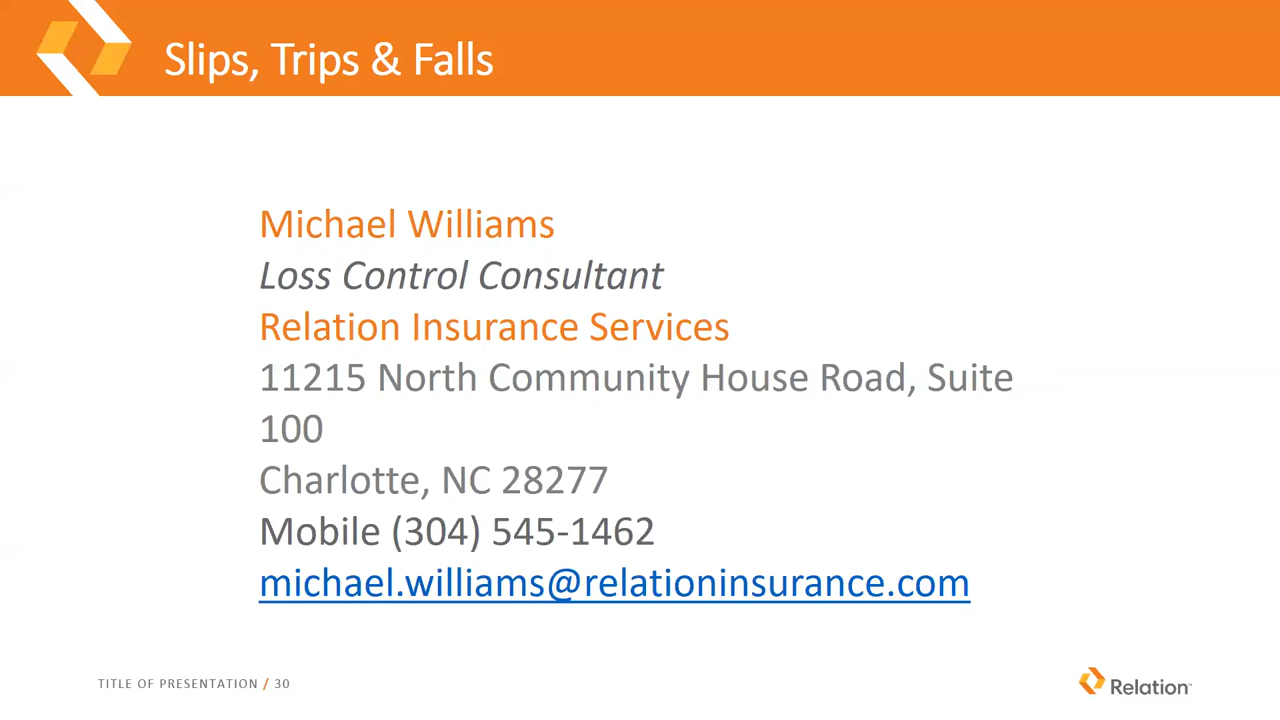 Slips, Trips & Falls
Michael Williams
Loss Control Consultant
Relation Insurance Services
11215 North Community House Road, Suite
100
Charlotte, NC 28277
Mobile (304) 545-1462
michael.williams@relationinsurance.com
TITLE OF PRESENTATION / 30
Relation™